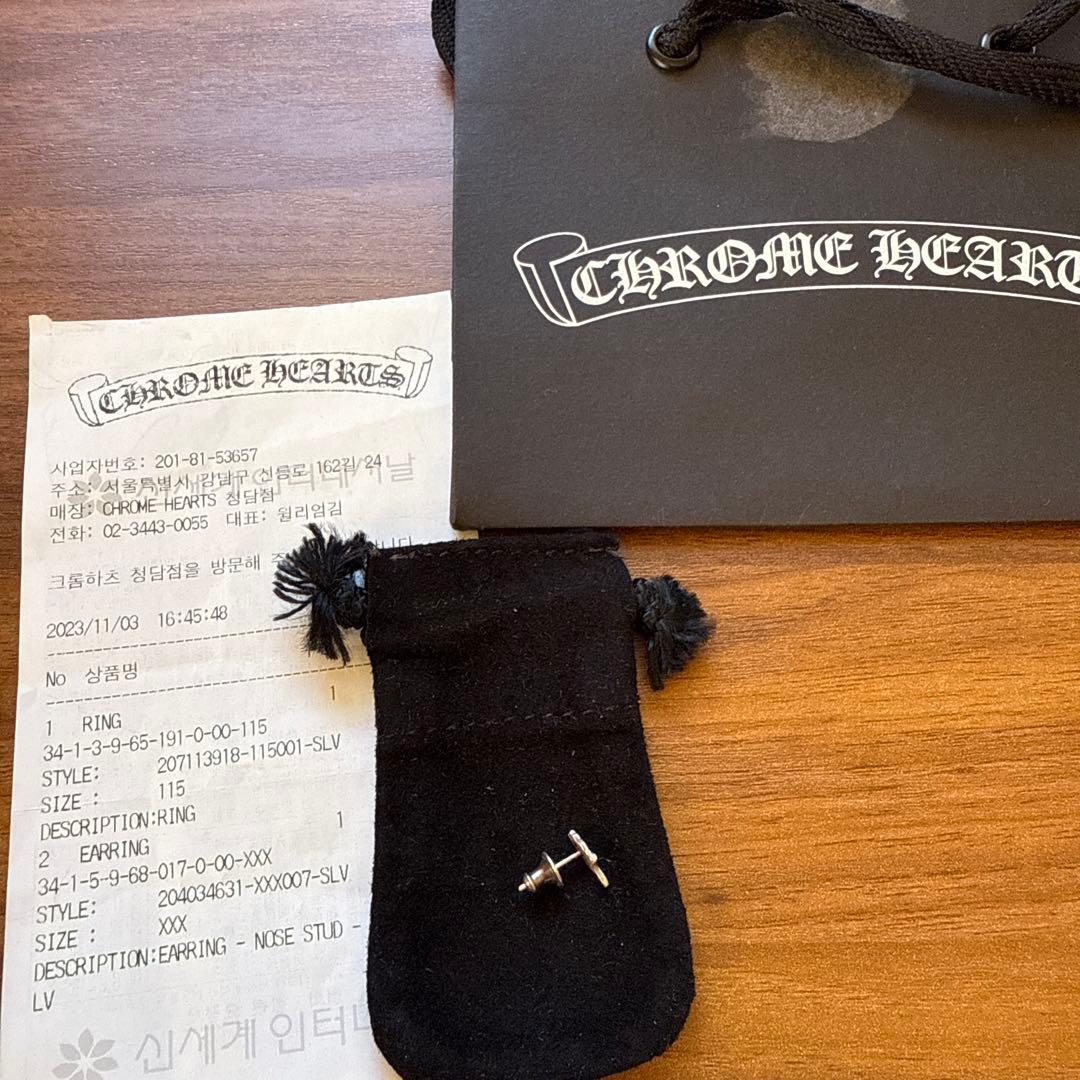 CHROME HEART
CHROME HEARTS
사업자번호: 201-81-53657
주소: 서울특별시 강남구 선릉로 162길 24
매장: CHROME HEARTS 청담점
전화: 02-3443-0055 대표: 윌리엄김
크롬하츠 청담점을 방문해
2023/11/03 16:45:48
No 상품명
1 RING 1
34-1-3-9-65-191-0-00-115
STYLE: 207113918-115001-SLV
SIZE : 115
DESCRIPTION:RING
2 EARRING 1
34-1-5-9-68-017-0-00-XXX
STYLE: 204034631-XXX007-SLV
SIZE : XXX
DESCRIPTION:EARRING - NOSE STUD -
LV
신세계인터